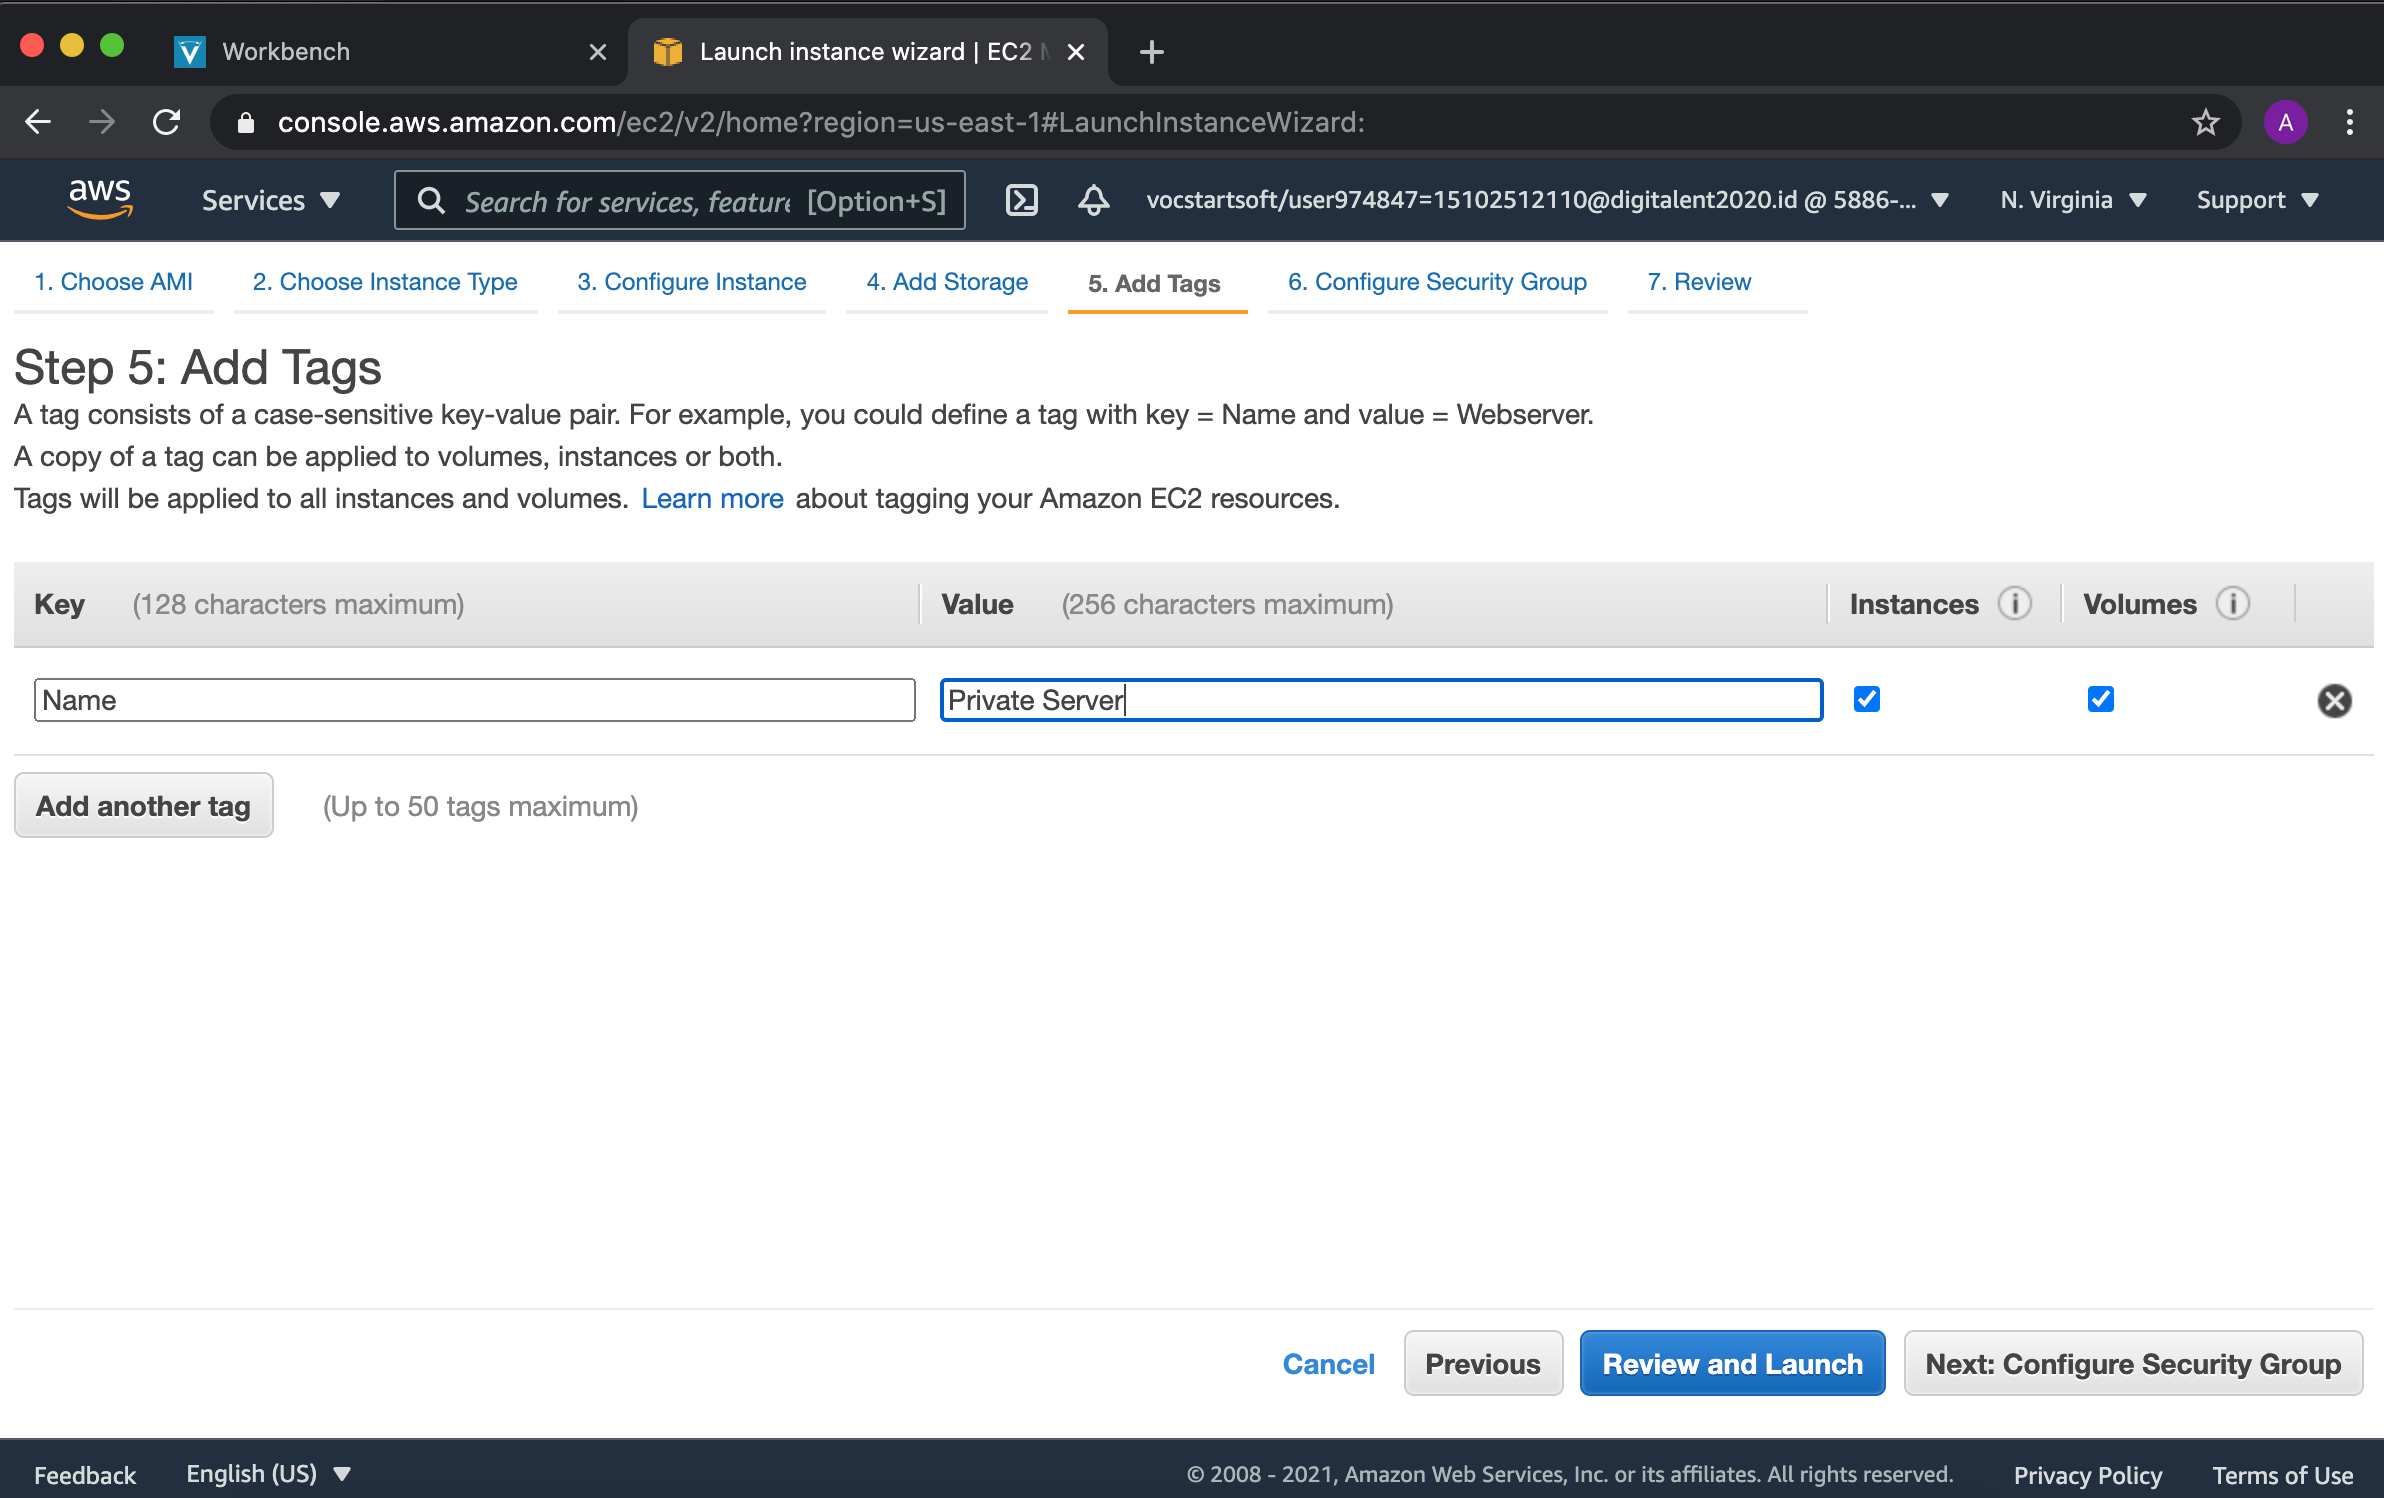 Workbench
Launch instance wizard | EC2
console.aws.amazon.com/ec2/v2/home?region=us-east-1#LaunchInstanceWizard:
A
aws
Services
Search for services, feature [Option+S]
vocstartsoft/user974847=15102512110@digitalent2020.id @ 5886-...
N. Virginia
Support
1. Choose AMI
2. Choose Instance Type
3. Configure Instance
4. Add Storage
5. Add Tags
6. Configure Security Group
7. Review
Step 5: Add Tags
A tag consists of a case-sensitive key-value pair. For example, you could define a tag with key = Name and value = Webserver.
A copy of a tag can be applied to volumes, instances or both.
Tags will be applied to all instances and volumes. Learn more about tagging your Amazon EC2 resources.
Key (128 characters maximum)
Value (256 characters maximum)
Instances
Volumes
Name
Private Server
Add another tag
(Up to 50 tags maximum)
Cancel
Previous
Review and Launch
Next: Configure Security Group
Feedback
English (US)
© 2008 - 2021, Amazon Web Services, Inc. or its affiliates. All rights reserved.
Privacy Policy
Terms of Use